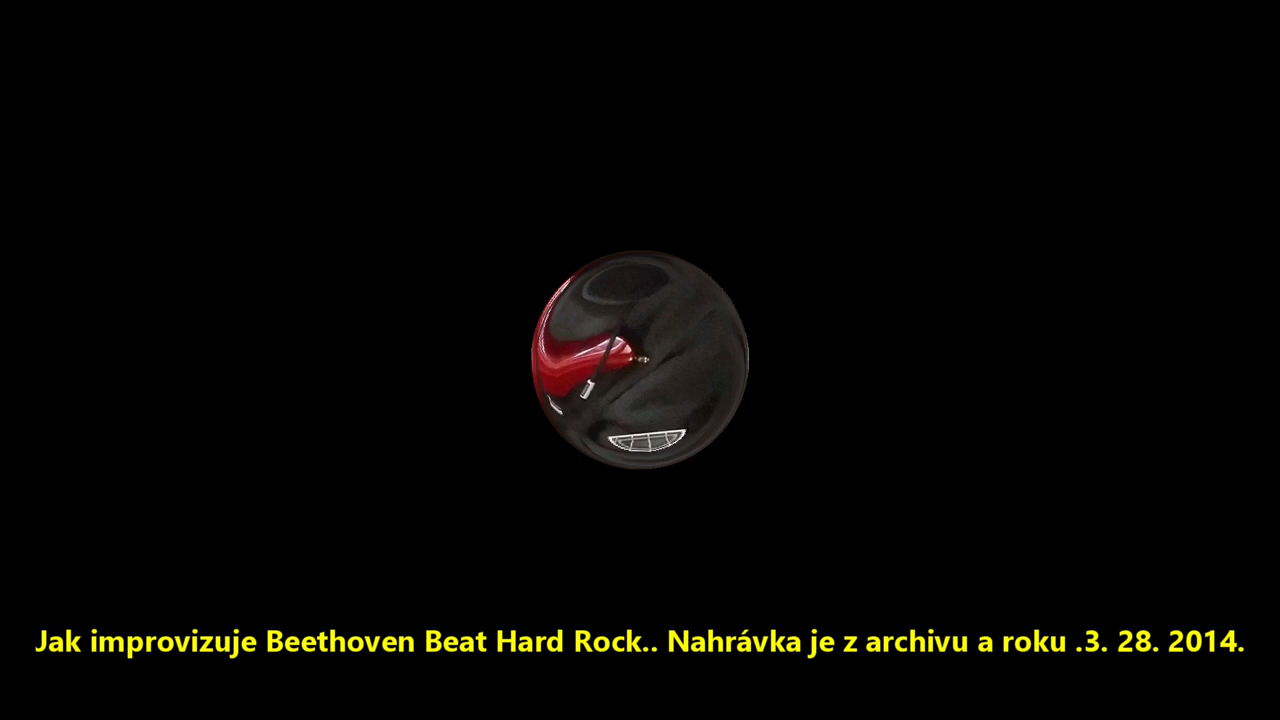 Jak improvizuje Beethoven Beat Hard Rock.. Nahrávka je z archivu a roku .3. 28. 2014.